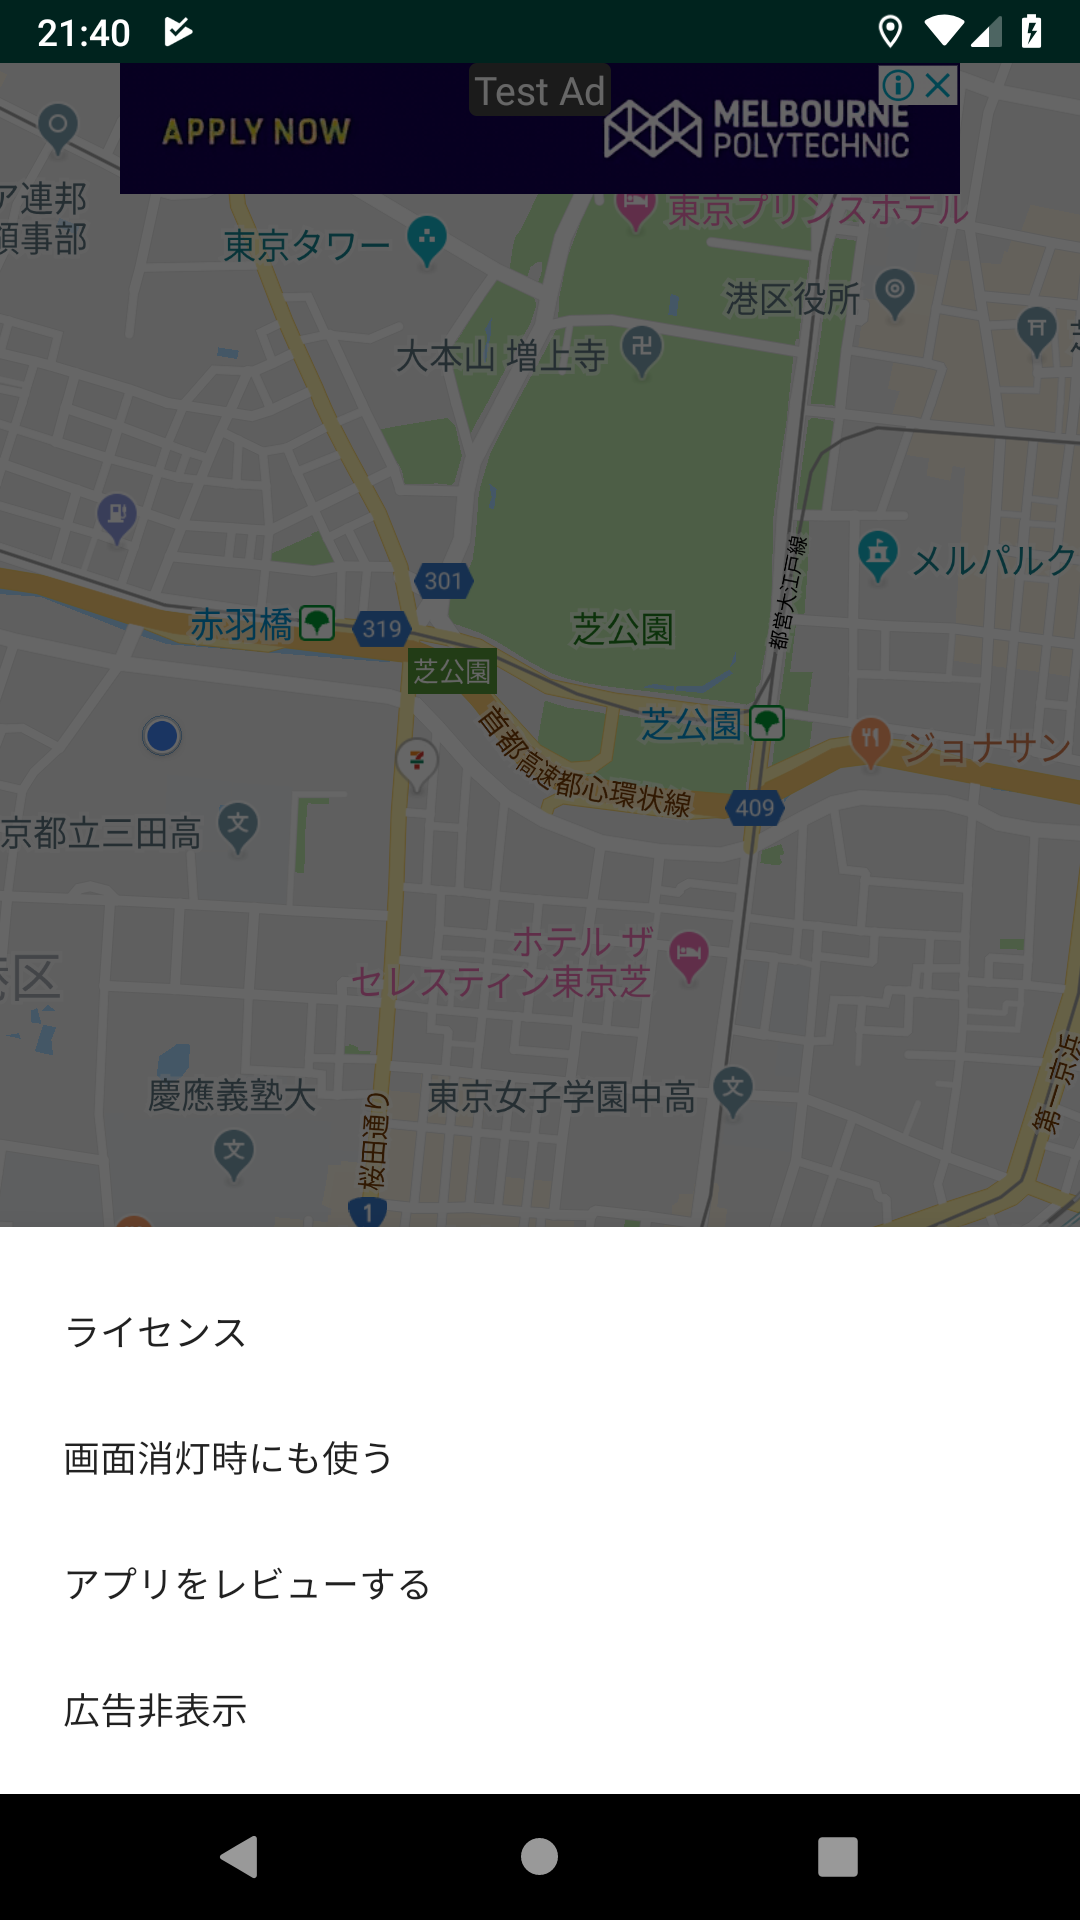 21:40
Test Ad
APPLY NOW
MELBOURNE
POLYTECHNIC
ア連邦
領事部
東京プリンスホテル
東京タワー
港区役所
大本山 増上寺
メルパルク
301
都営大江戸線
赤羽橋
319
芝公園
芝公園
芝公園
首都高速都心環状線
ジョナサン
409
7
京都立三田高
文
ホテル ザ
セレスティン東京芝
港区
慶應義塾大
文
東京女子学園中高
文
桜田通り
第一京浜
1
ライセンス
画面消灯時にも使う
アプリをレビューする
広告非表示